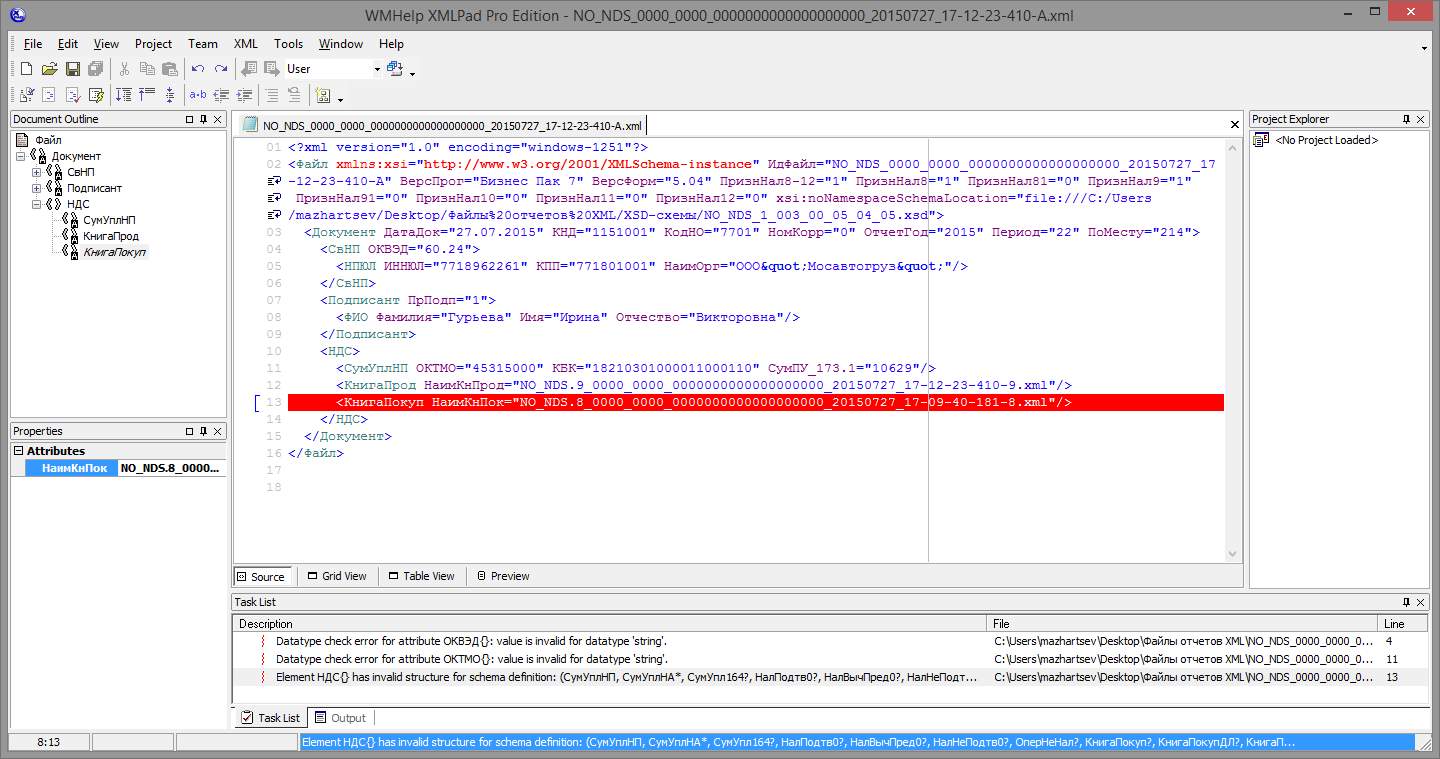 WMHelp XMLPad Pro Edition - NO_NDS_0000_0000_0000000000000000000_20150727_17-12-23-410-A.xml
File Edit View Project Team XML Tools Window Help
User
Document Outline
Файл
Документ
СвНП
Подписант
НДС
СумУплНП
КнигаПрод
КнигаПокуп
Properties
Attributes
НаимКнПок NO_NDS.8_0000...
NO_NDS_0000_0000_0000000000000000000_20150727_17-12-23-410-A.xml
01 <?xml version="1.0" encoding="windows-1251"?>
02 <Файл xmlns:xsi="http://www.w3.org/2001/XMLSchema-instance" ИдФайл="NO_NDS_0000_0000_0000000000000000000_20150727_17
-12-23-410-A" ВерсПрог="Бизнес Пак 7" ВерсФорм="5.04" ПризнНал8-12="1" ПризнНал8="1" ПризнНал81="0" ПризнНал9="1"
ПризнНал91="0" ПризнНал10="0" ПризнНал11="0" ПризнНал12="0" xsi:noNamespaceSchemaLocation="file:///C:/Users
/mazhartsev/Desktop/Файлы%20отчетов%20XML/XSD-схемы/NO_NDS_1_003_00_05_04_05.xsd">
03 <Документ ДатаДок="27.07.2015" КНД="1151001" КодНО="7701" НомКорр="0" ОтчетГод="2015" Период="22" ПоМесту="214">
04 <СвНП ОКВЭД="60.24">
05 <НПЮЛ ИННЮЛ="7718962261" КПП="771801001" НаимОрг="ООО&quot;Мосавтогруз&quot;"/>
06 </СвНП>
07 <Подписант ПрПодп="1">
08 <ФИО Фамилия="Гурьева" Имя="Ирина" Отчество="Викторовна"/>
09 </Подписант>
10 <НДС>
11 <СумУплНП ОКТМО="45315000" КБК="18210301000011000110" СумПУ_173.1="10629"/>
12 <КнигаПрод НаимКнПрод="NO_NDS.9_0000_0000_0000000000000000000_20150727_17-12-23-410-9.xml"/>
13 <КнигаПокуп НаимКнПок="NO_NDS.8_0000_0000_0000000000000000000_20150727_17-09-40-181-8.xml"/>
14 </НДС>
15 </Документ>
16 </Файл>
17
18
Source Grid View Table View Preview
Project Explorer
<No Project Loaded>
Task List
Description File Line
Datatype check error for attribute ОКВЭД{}: value is invalid for datatype 'string'. C:\Users\mazhartsev\Desktop\Файлы отчетов XML\NO_NDS_0000_0000_0... 4
Datatype check error for attribute ОКТМО{}: value is invalid for datatype 'string'. C:\Users\mazhartsev\Desktop\Файлы отчетов XML\NO_NDS_0000_0000_0... 11
Element НДС{} has invalid structure for schema definition: (СумУплНП, СумУплНА*, СумУпл164?, НалПодтв0?, НалВычПред0?, НалНеПодт... C:\Users\mazhartsev\Desktop\Файлы отчетов XML\NO_NDS_0000_0000_0... 13
Task List Output
8:13 Element НДС{} has invalid structure for schema definition: (СумУплНП, СумУплНА*, СумУпл164?, НалПодтв0?, НалВычПред0?, НалНеПодтв0?, ОперНеНал?, КнигаПокуп?, КнигаПокупДЛ?, КнигаП...